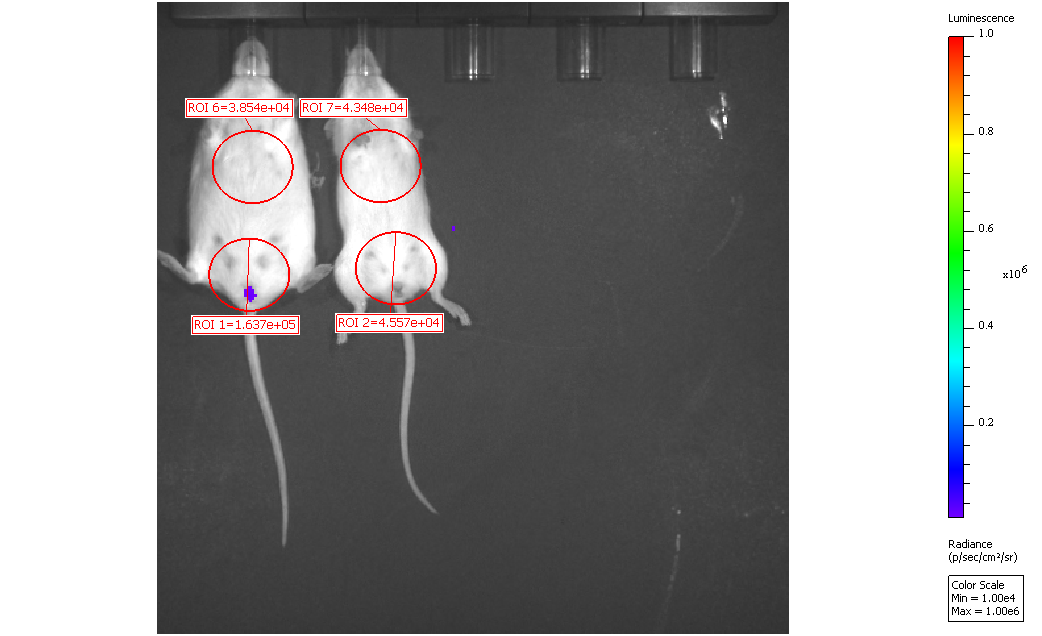 Luminescence
1.0
0.8
0.6
x10⁶
0.4
0.2
ROI 6=3.854e+04
ROI 7=4.348e+04
ROI 1=1.637e+05
ROI 2=4.557e+04
Radiance
(p/sec/cm²/sr)
Color Scale
Min = 1.00e4
Max = 1.00e6